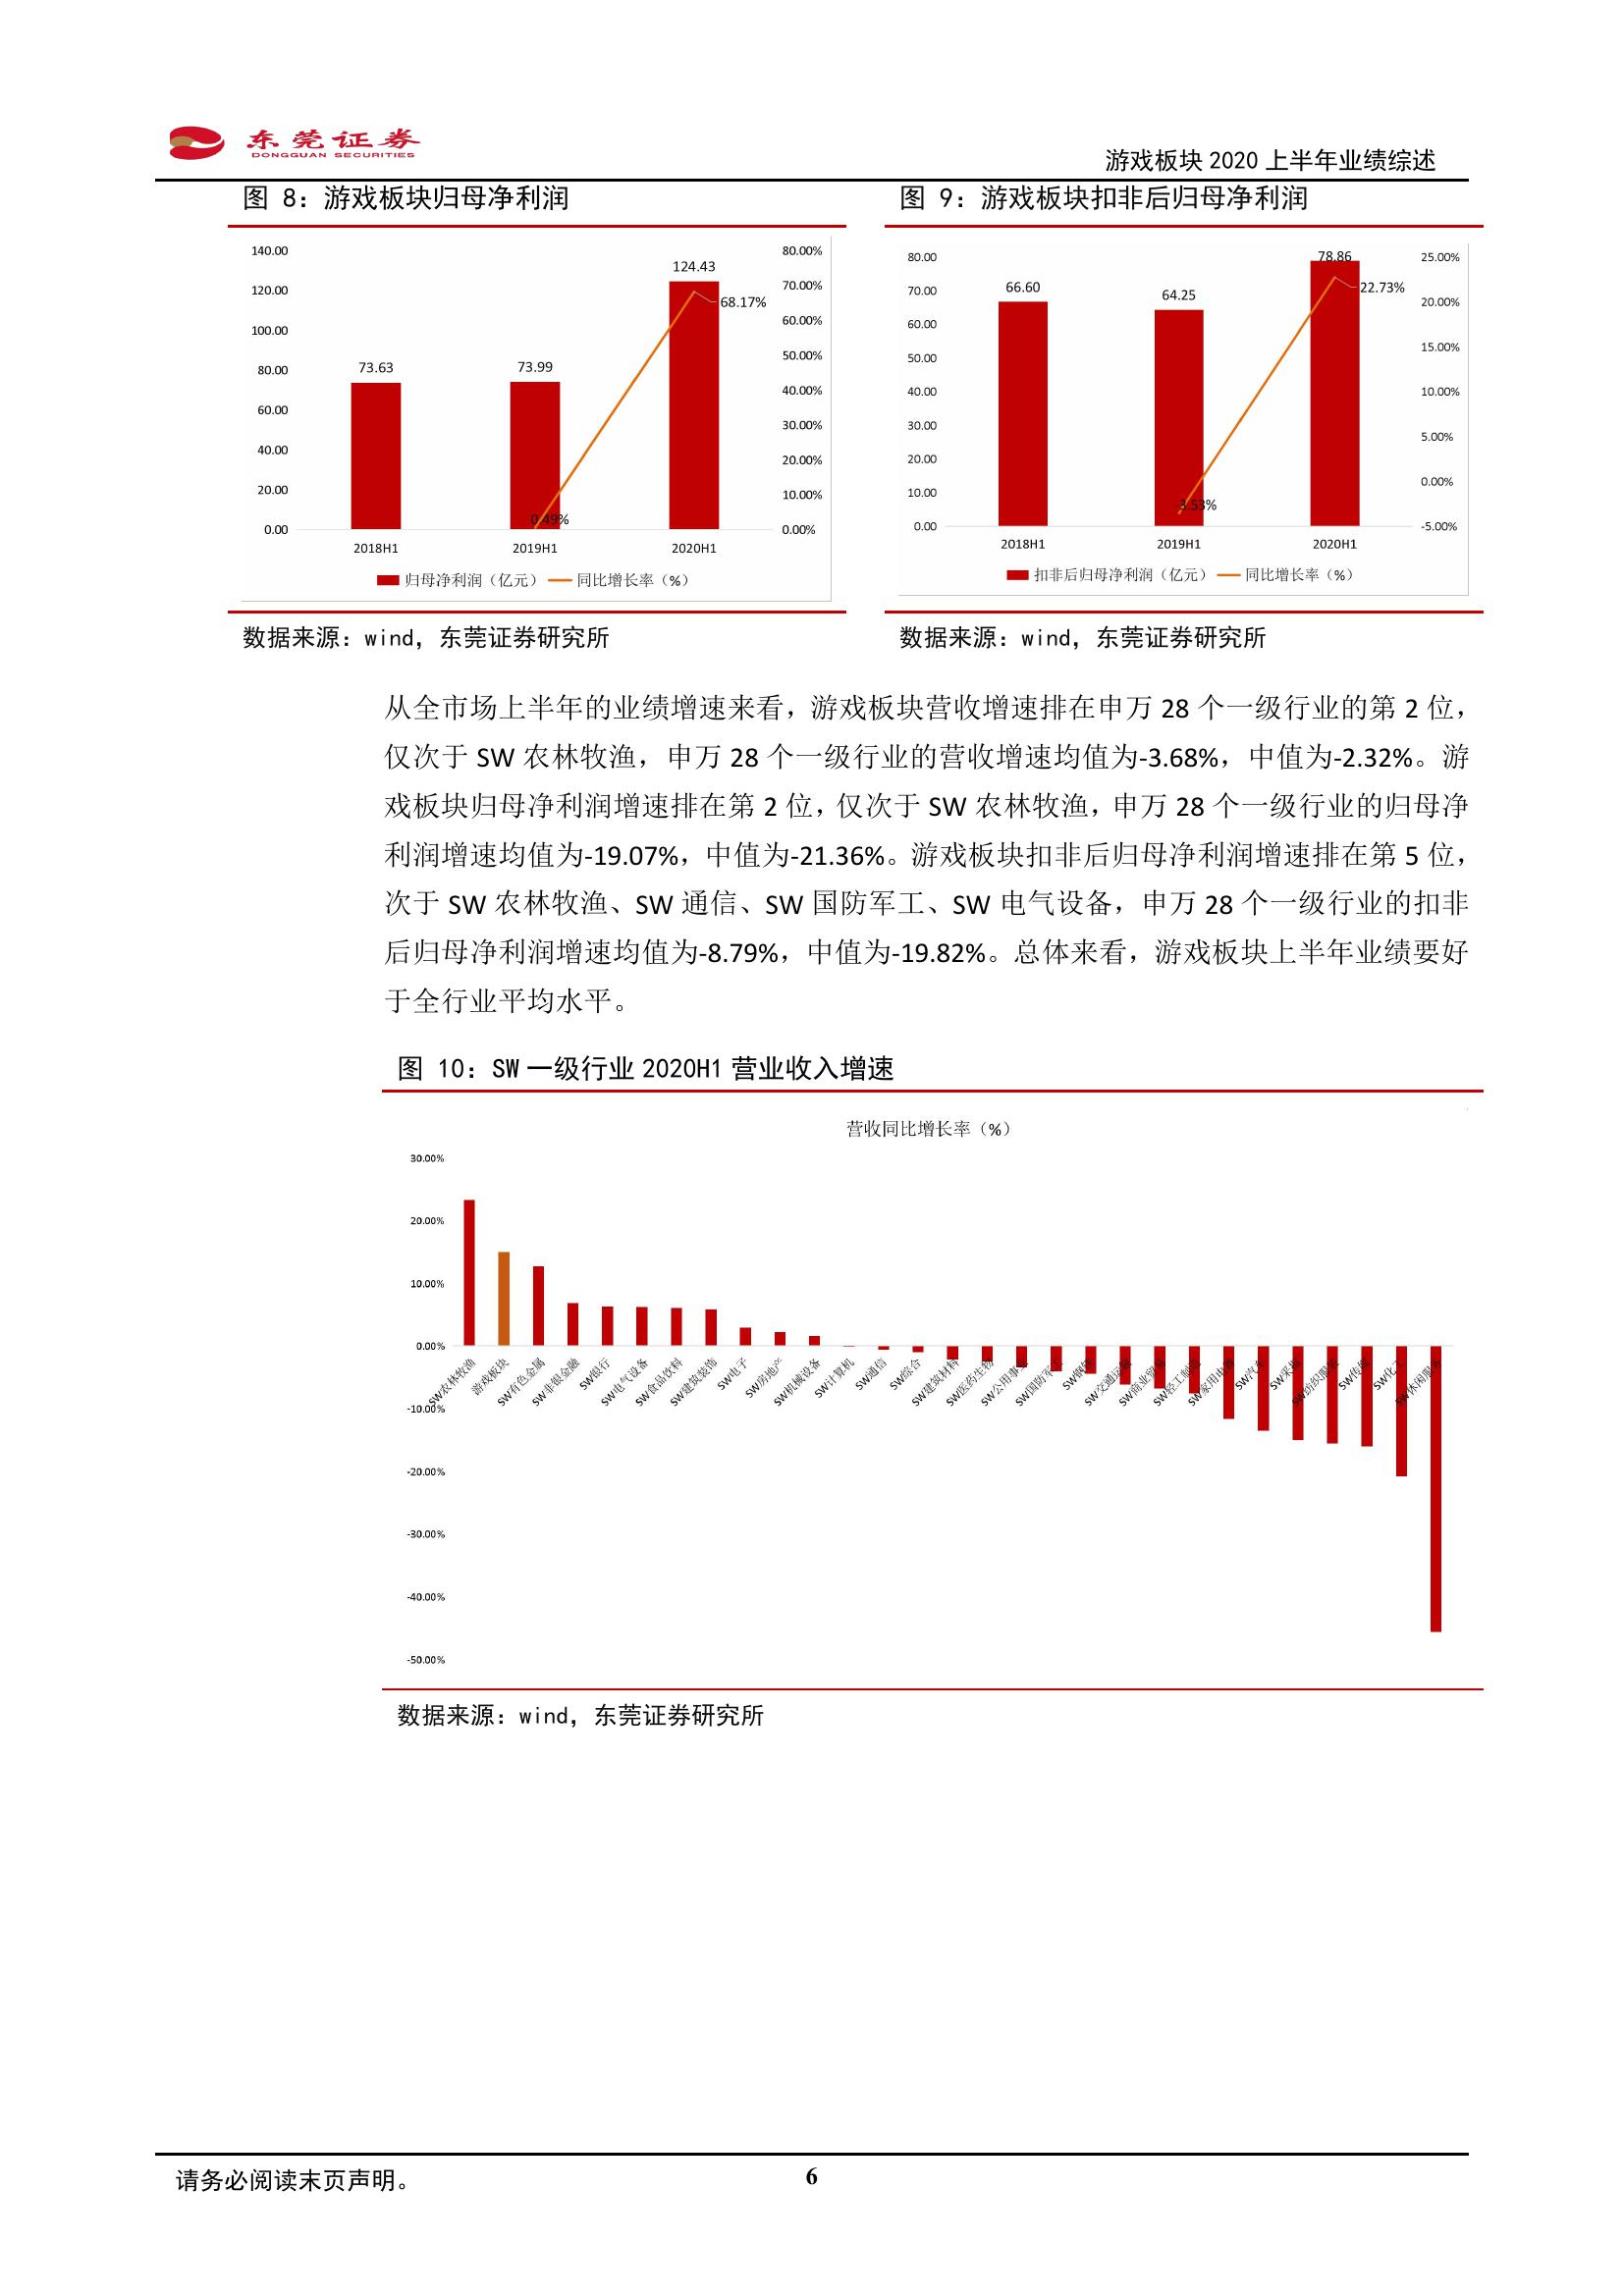 东莞证券
DONGGUAN SECURITIES
游戏板块 2020 上半年业绩综述
图 8：游戏板块归母净利润
140.00
120.00
100.00
80.00
60.00
40.00
20.00
0.00
80.00%
70.00%
60.00%
50.00%
40.00%
30.00%
20.00%
10.00%
0.00%
73.63
73.99
124.43
68.17%
0.49%
2018H1
2019H1
2020H1
归母净利润（亿元）
同比增长率（%）
数据来源：wind，东莞证券研究所
图 9：游戏板块扣非后归母净利润
80.00
70.00
60.00
50.00
40.00
30.00
20.00
10.00
0.00
25.00%
20.00%
15.00%
10.00%
5.00%
0.00%
-5.00%
66.60
64.25
78.86
22.73%
-3.53%
2018H1
2019H1
2020H1
扣非后归母净利润（亿元）
同比增长率（%）
数据来源：wind，东莞证券研究所
从全市场上半年的业绩增速来看，游戏板块营收增速排在申万 28 个一级行业的第 2 位，
仅次于 SW 农林牧渔，申万 28 个一级行业的营收增速均值为-3.68%，中值为-2.32%。游
戏板块归母净利润增速排在第 2 位，仅次于 SW 农林牧渔，申万 28 个一级行业的归母净
利润增速均值为-19.07%，中值为-21.36%。游戏板块扣非后归母净利润增速排在第 5 位，
次于 SW 农林牧渔、SW 通信、SW 国防军工、SW 电气设备，申万 28 个一级行业的扣非
后归母净利润增速均值为-8.79%，中值为-19.82%。总体来看，游戏板块上半年业绩要好
于全行业平均水平。
图 10：SW 一级行业 2020H1 营业收入增速
营收同比增长率（%）
30.00%
20.00%
10.00%
0.00%
-10.00%
-20.00%
-30.00%
-40.00%
-50.00%
SW农林牧渔
游戏板块
SW有色金属
SW非银金融
SW银行
SW电气设备
SW食品饮料
SW建筑装饰
SW电子
SW房地产
SW机械设备
SW计算机
SW通信
SW综合
SW建筑材料
SW医药生物
SW公用事业
SW国防军工
SW钢铁
SW交通运输
SW商业贸易
SW轻工制造
SW家用电器
SW汽车
SW采掘
SW纺织服装
SW传媒
SW化工
SW休闲服务
数据来源：wind，东莞证券研究所
请务必阅读末页声明。
6